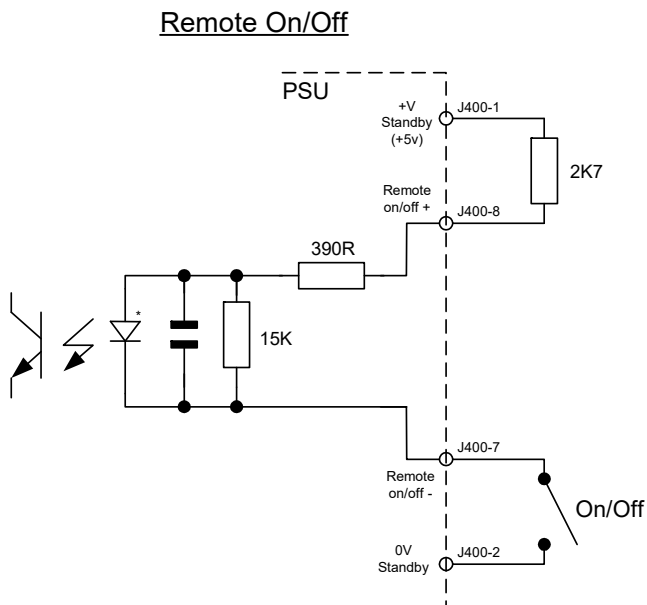 Remote On/Off
PSU
+V
Standby
(+5v)
J400-1
2K7
Remote
on/off +
J400-8
390R
*
15K
J400-7
Remote
on/off -
On/Off
0V
Standby
J400-2